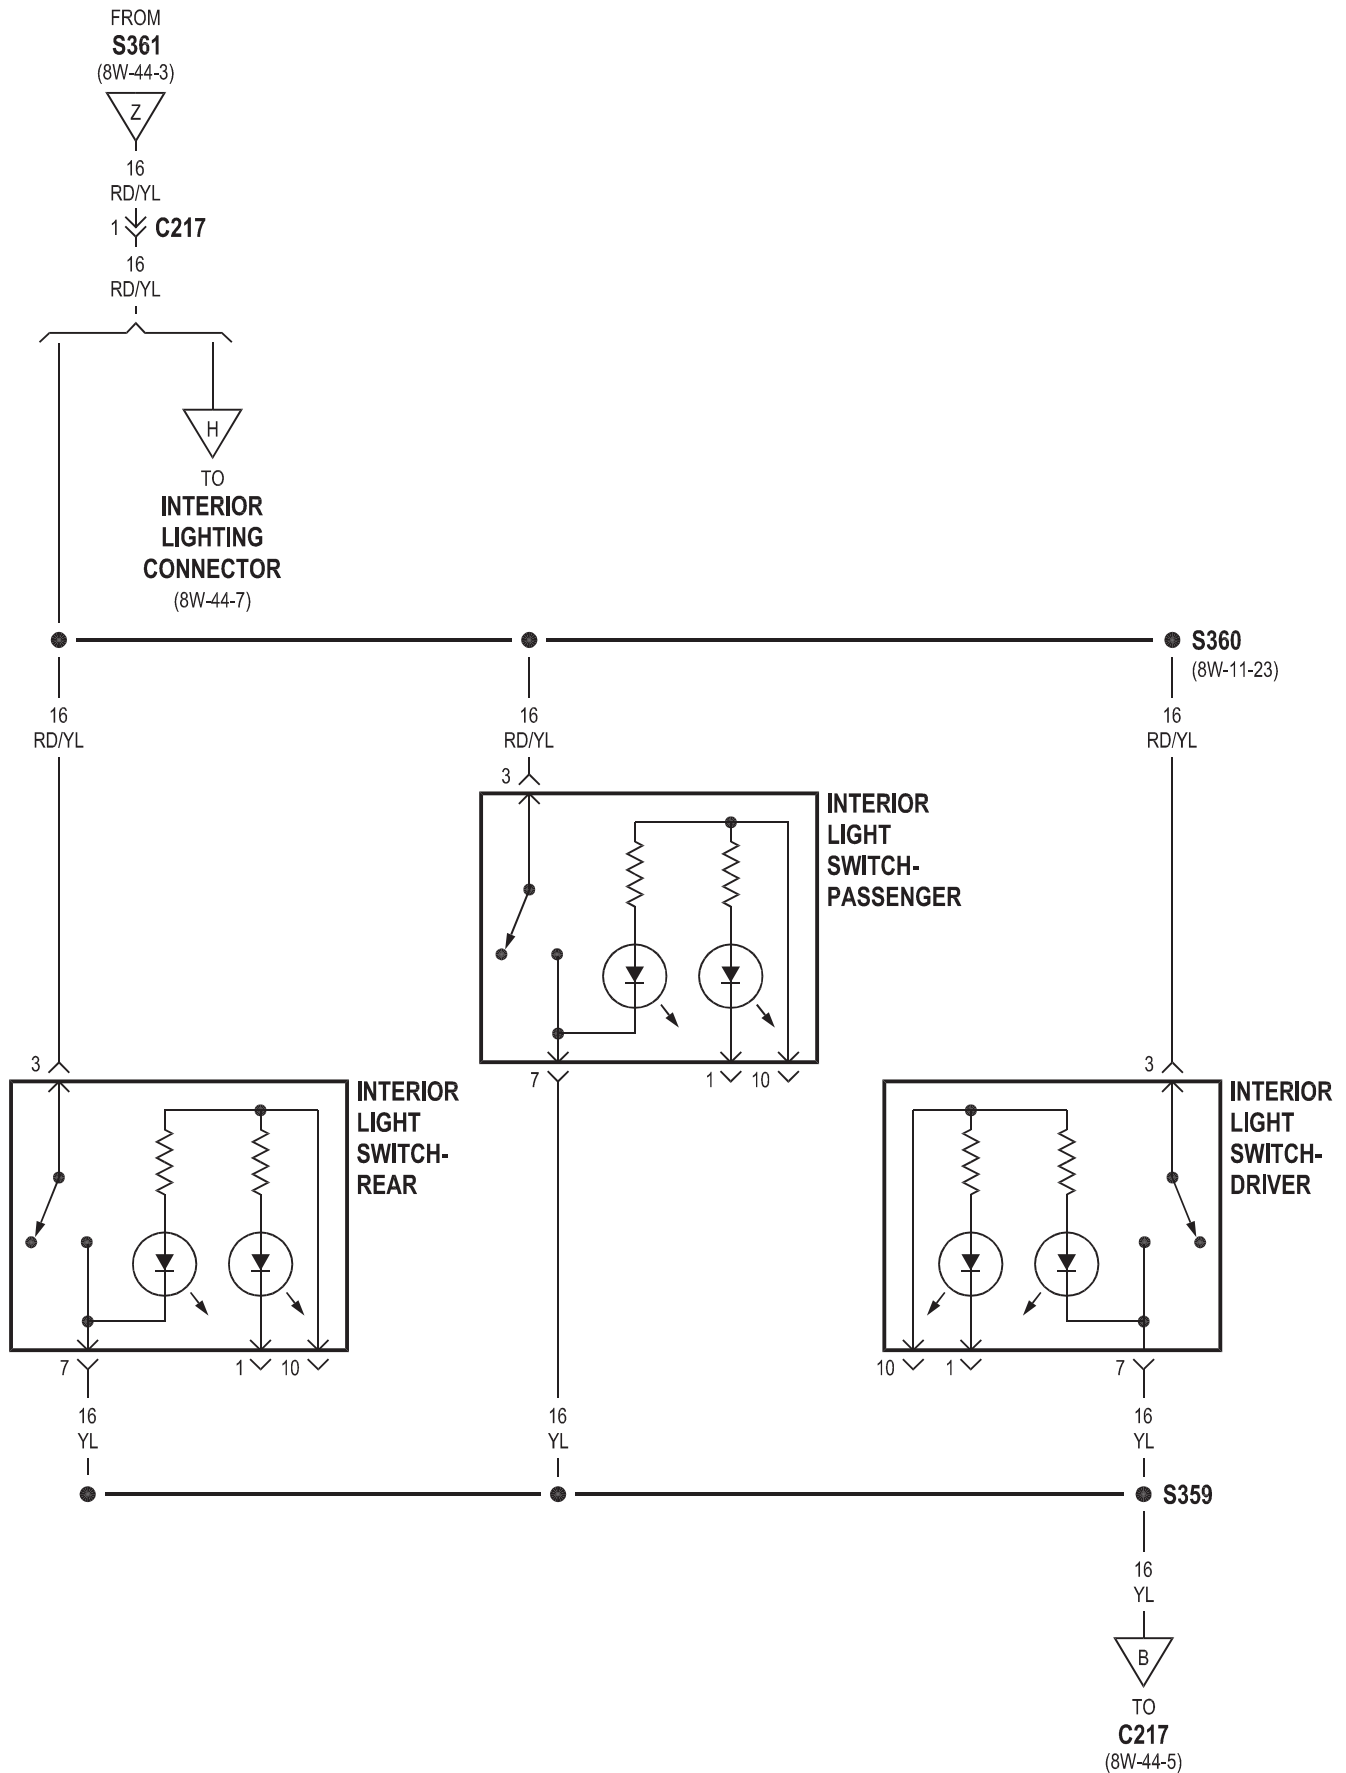 FROM
S361
(8W-44-3)
Z
16
RD/YL
1 C217
16
RD/YL
H
TO
INTERIOR
LIGHTING
CONNECTOR
(8W-44-7)
S360
(8W-11-23)
16
RD/YL
16
RD/YL
16
RD/YL
3
INTERIOR
LIGHT
SWITCH-
PASSENGER
7 1 10
3
INTERIOR
LIGHT
SWITCH-
REAR
7 1 10
3
INTERIOR
LIGHT
SWITCH-
DRIVER
10 1 7
16
YL
16
YL
16
YL
S359
16
YL
B
TO
C217
(8W-44-5)